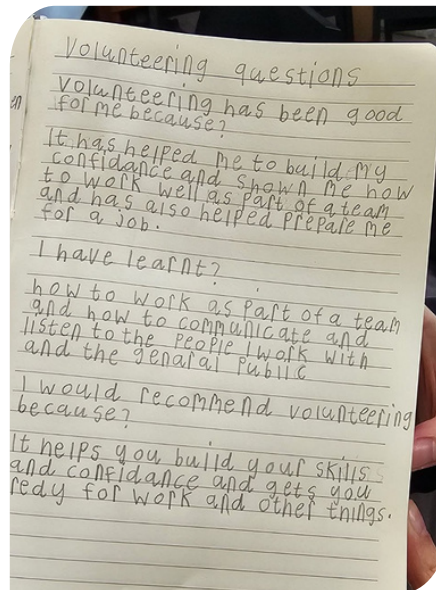 Volunteering questions
Volunteering has been good
for me because?
It has helped me to build my
confidance and shown me how
to work well as part of a team
and has also helped prepare me
for a job.
I have learnt?
how to work as part of a team
and how to communicate and
listen to the people I work with
and the genaral public
I would recommend volunteering
because?
It helps you build your skills
and confidance and gets you
redy for work and other things.
en